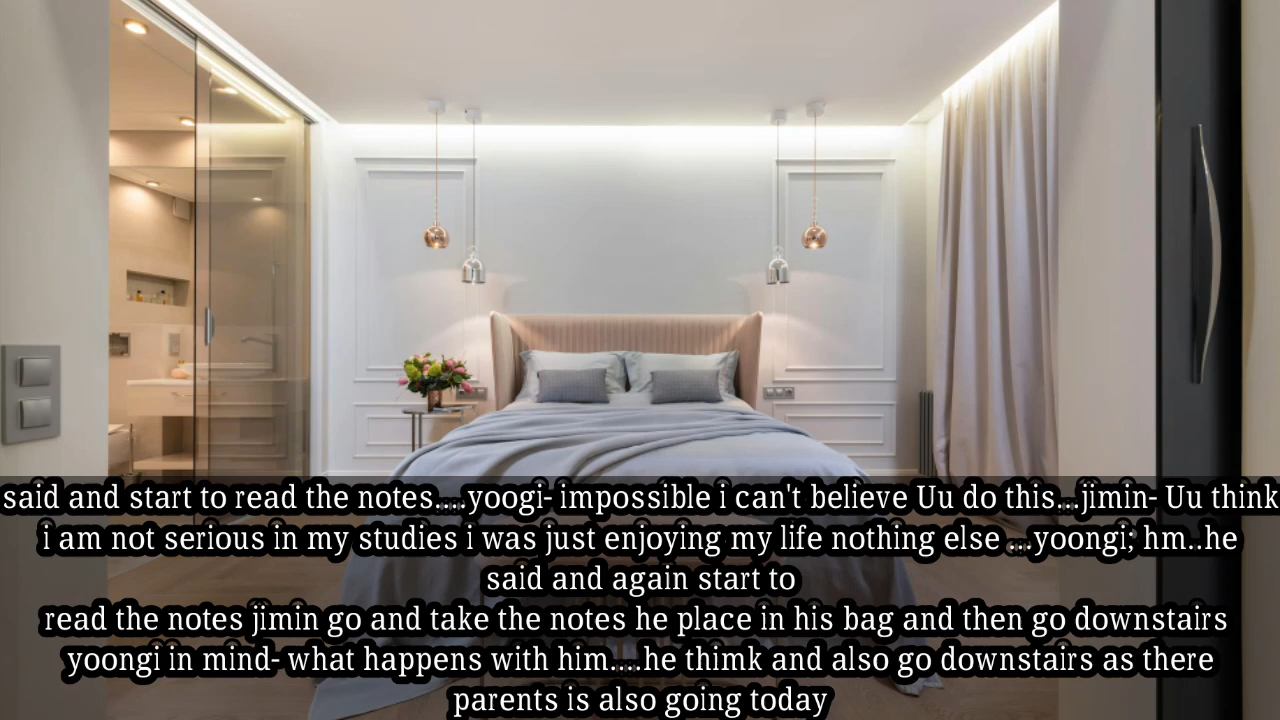 said and start to read the notes.....yoogi- impossible i can't believe Uu do this...jimin- Uu think
i am not serious in my studies i was just enjoying my life nothing else ...yoongi; hm..he
said and again start to
read the notes jimin go and take the notes he place in his bag and then go downstairs
yoongi in mind- what happens with him....he thimk and also go downstairs as there
parents is also going today